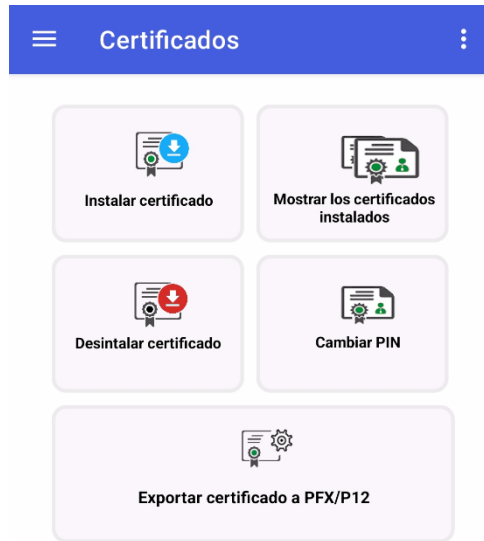 Certificados
Instalar certificado
Mostrar los certificados
instalados
Desintalar certificado
Cambiar PIN
Exportar certificado a PFX/P12